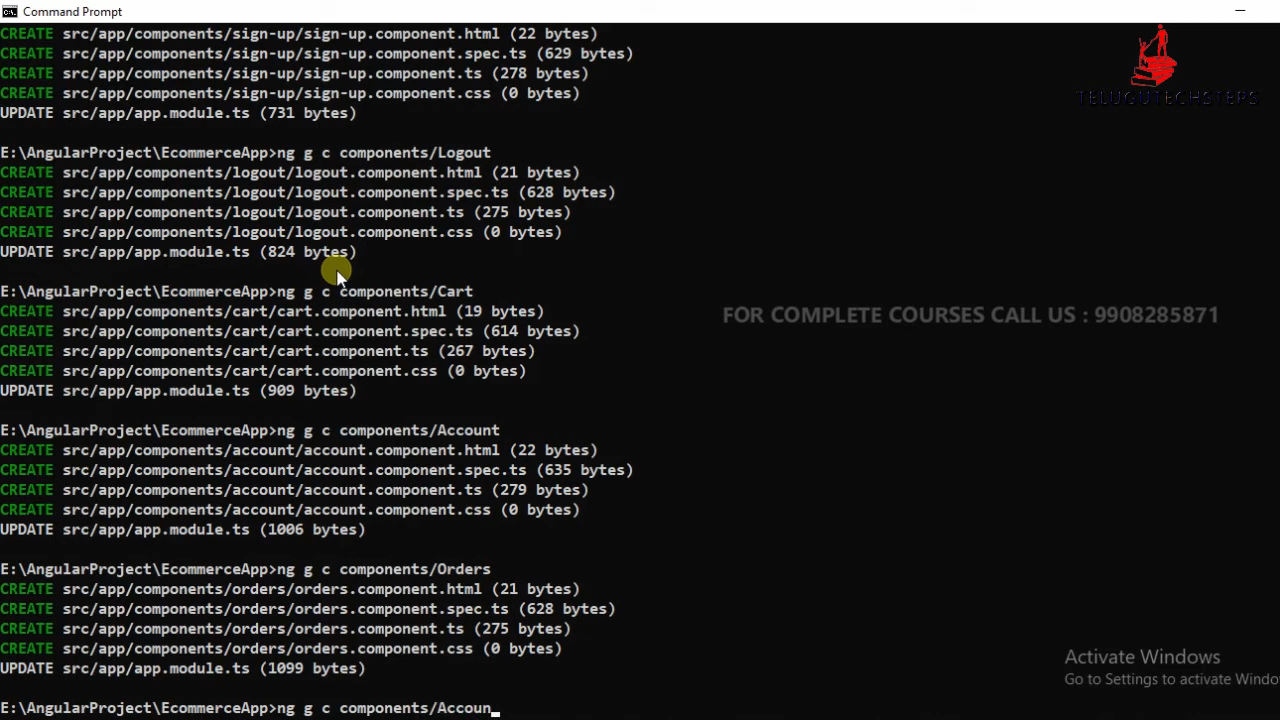 Command Prompt
CREATE src/app/components/sign-up/sign-up.component.html (22 bytes)
CREATE src/app/components/sign-up/sign-up.component.spec.ts (629 bytes)
CREATE src/app/components/sign-up/sign-up.component.ts (278 bytes)
CREATE src/app/components/sign-up/sign-up.component.css (0 bytes)
UPDATE src/app/app.module.ts (731 bytes)
TELUGUTECHSTEPS
E:\AngularProject\EcommerceApp>ng g c components/Logout
CREATE src/app/components/logout/logout.component.html (21 bytes)
CREATE src/app/components/logout/logout.component.spec.ts (628 bytes)
CREATE src/app/components/logout/logout.component.ts (275 bytes)
CREATE src/app/components/logout/logout.component.css (0 bytes)
UPDATE src/app/app.module.ts (824 bytes)
E:\AngularProject\EcommerceApp>ng g c components/Cart
CREATE src/app/components/cart/cart.component.html (19 bytes)
CREATE src/app/components/cart/cart.component.spec.ts (614 bytes)
CREATE src/app/components/cart/cart.component.ts (267 bytes)
CREATE src/app/components/cart/cart.component.css (0 bytes)
UPDATE src/app/app.module.ts (909 bytes)
FOR COMPLETE COURSES CALL US : 9908285871
E:\AngularProject\EcommerceApp>ng g c components/Account
CREATE src/app/components/account/account.component.html (22 bytes)
CREATE src/app/components/account/account.component.spec.ts (635 bytes)
CREATE src/app/components/account/account.component.ts (279 bytes)
CREATE src/app/components/account/account.component.css (0 bytes)
UPDATE src/app/app.module.ts (1006 bytes)
E:\AngularProject\EcommerceApp>ng g c components/Orders
CREATE src/app/components/orders/orders.component.html (21 bytes)
CREATE src/app/components/orders/orders.component.spec.ts (628 bytes)
CREATE src/app/components/orders/orders.component.ts (275 bytes)
CREATE src/app/components/orders/orders.component.css (0 bytes)
UPDATE src/app/app.module.ts (1099 bytes)
Activate Windows
Go to Settings to activate Windo
E:\AngularProject\EcommerceApp>ng g c components/Accoun_